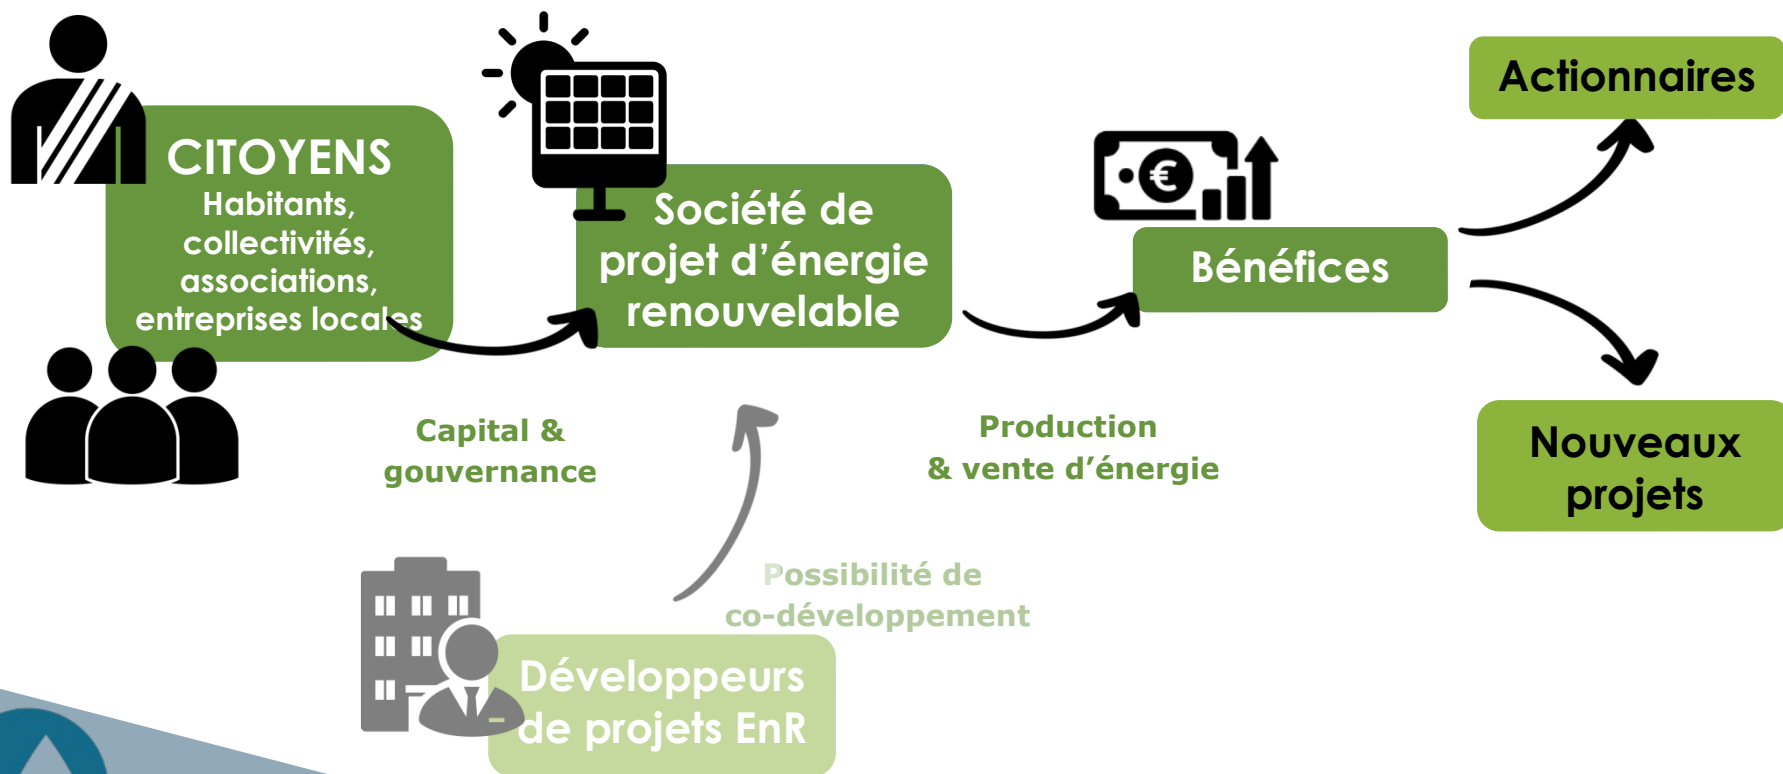 CITOYENS
Habitants,
collectivités,
associations,
entreprises locales
Capital &
gouvernance
Société de
projet d’énergie
renouvelable
Production
& vente d’énergie
Bénéfices
€
Actionnaires
Nouveaux
projets
Possibilité de
co-développement
Développeurs
- de projets EnR